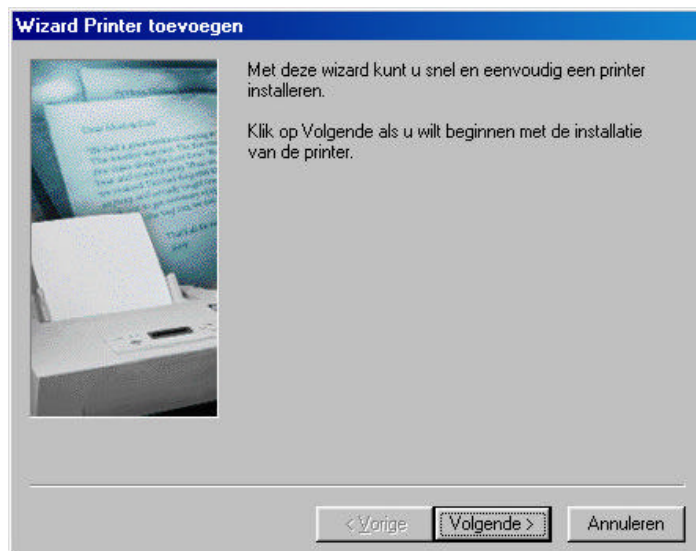 Wizard Printer toevoegen
Met deze wizard kunt u snel en eenvoudig een printer
installeren.
Klik op Volgende als u wilt beginnen met de installatie
van de printer.
< Vorige
Volgende >
Annuleren